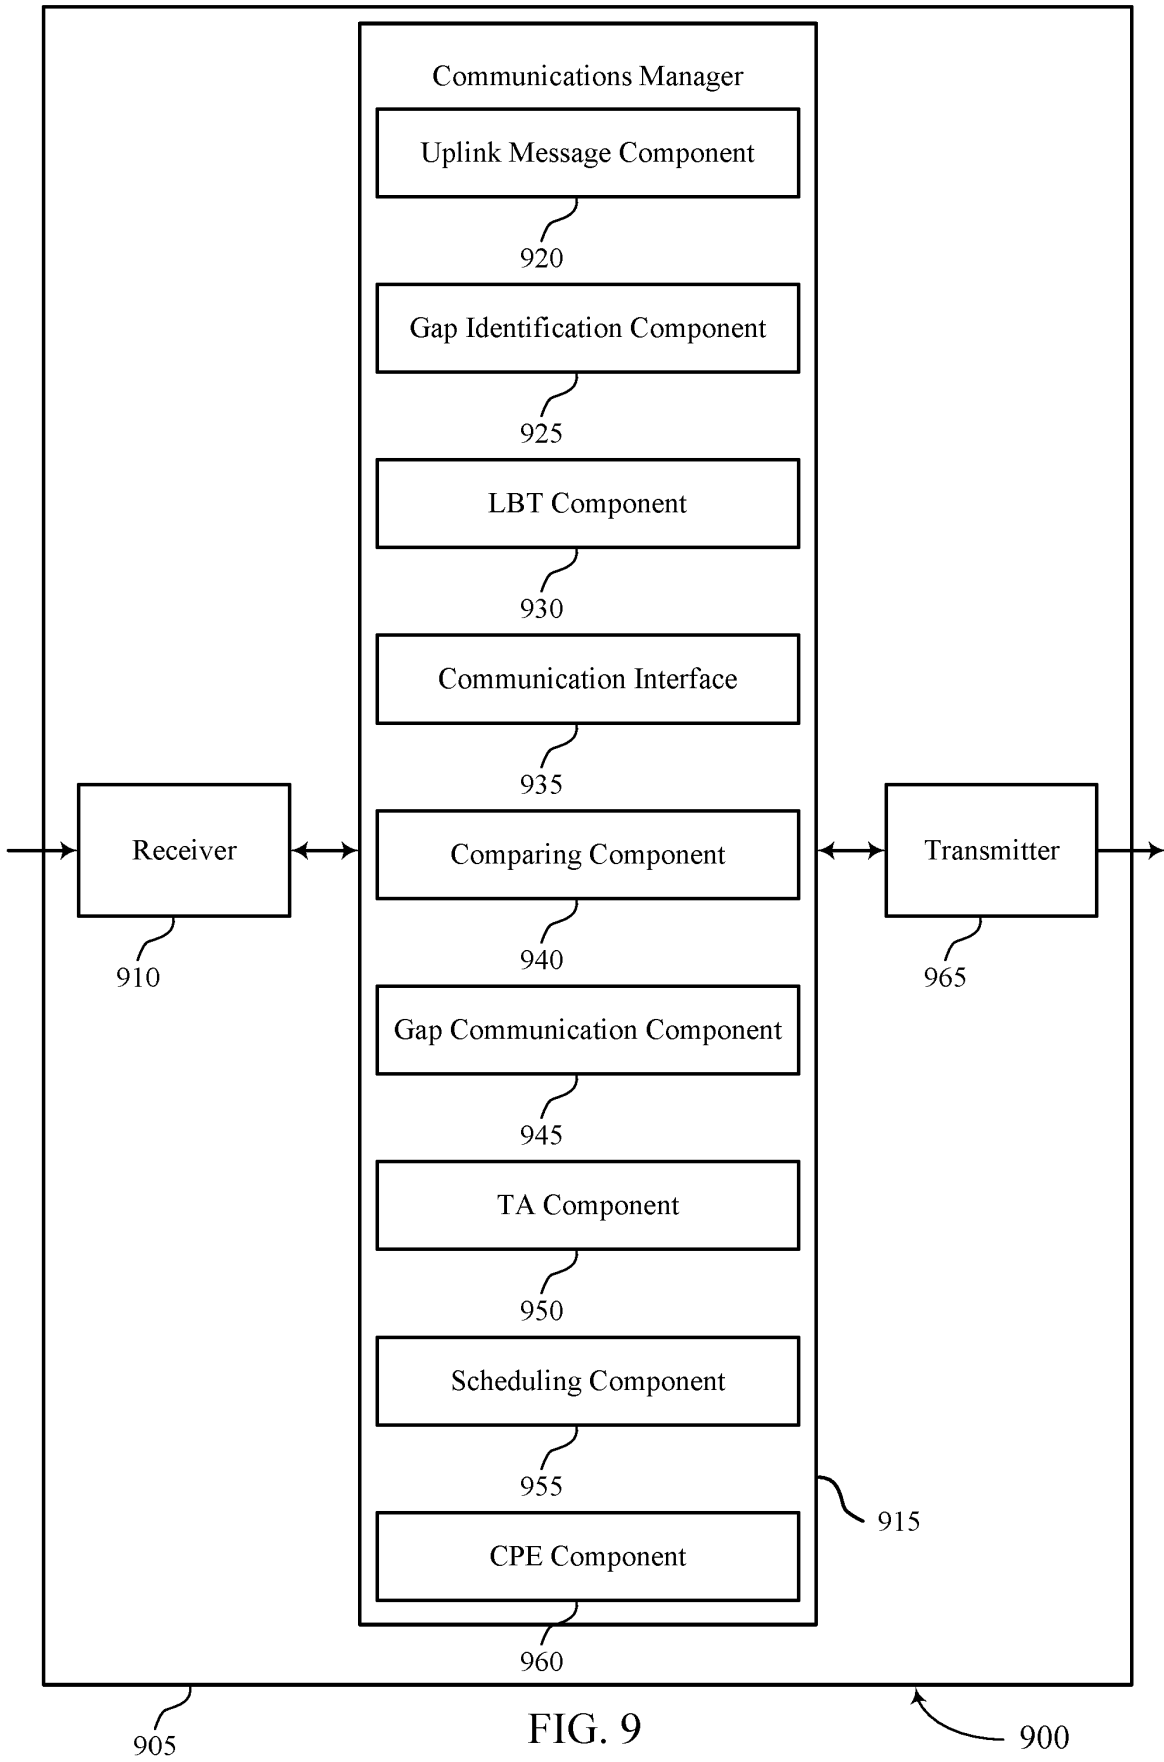 Communications Manager
Uplink Message Component
920
Gap Identification Component
925
LBT Component
930
Communication Interface
935
Receiver
910
Comparing Component
940
Transmitter
965
Gap Communication Component
945
TA Component
950
Scheduling Component
955
915
CPE Component
960
905
FIG. 9
900